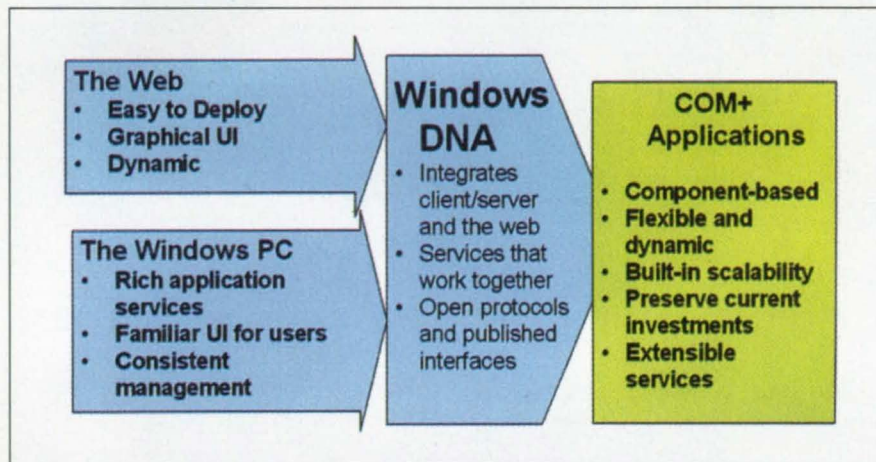 The Web
• Easy to Deploy
• Graphical UI
• Dynamic
The Windows PC
• Rich application
services
• Familiar UI for users
• Consistent
management
Windows
DNA
• Integrates
client/server
and the web
• Services that
work together
• Open protocols
and published
interfaces
COM+
Applications
• Component-based
• Flexible and
dynamic
• Built-in scalability
• Preserve current
investments
• Extensible
services